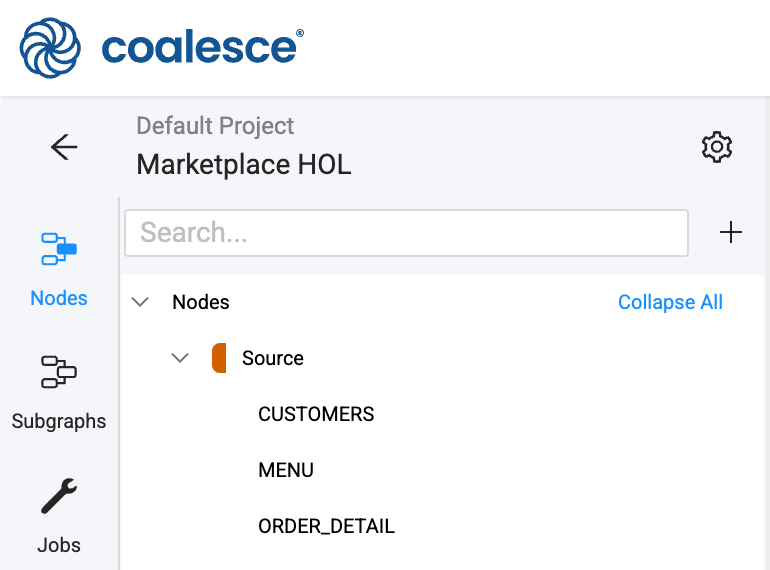 coalesce®
Default Project
Marketplace HOL
Search...
Nodes
Nodes
Collapse All
Source
CUSTOMERS
Subgraphs
MENU
ORDER_DETAIL
Jobs